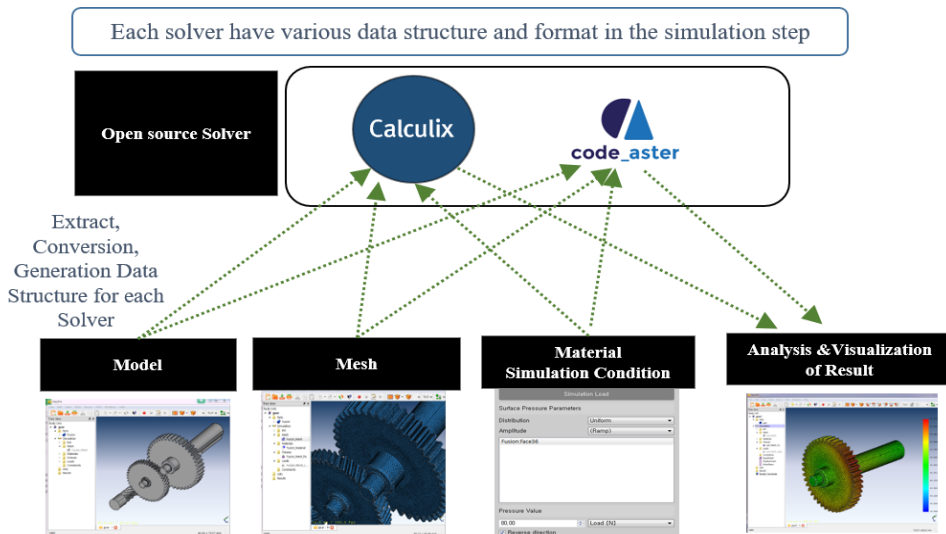 Each solver have various data structure and format in the simulation step
Open source Solver
Calculix
code_aster
Extract,
Conversion,
Generation Data
Structure for each
Solver
Model
Mesh
Material
Simulation Condition
Analysis &Visualization
of Result
Simulation Load
Surface Pressure Parameters
Distribution
Uniform
Amplitude
(Ramp)
Fusion:face36
Pressure Value
00,00
Load [N]
Reverse direction